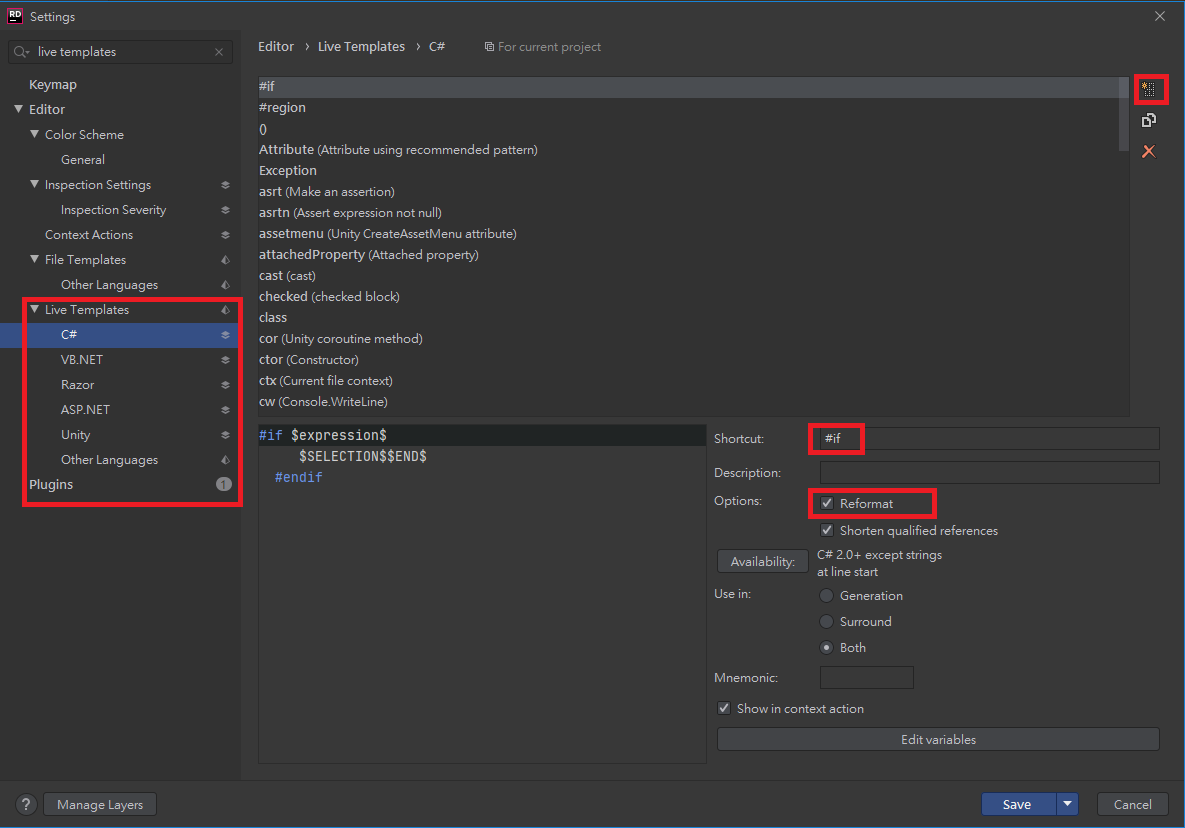 RD Settings
live templates
Keymap
Editor
Color Scheme
General
Inspection Settings
Inspection Severity
Context Actions
File Templates
Other Languages
Live Templates
C#
VB.NET
Razor
ASP.NET
Unity
Other Languages
Plugins 1
Editor › Live Templates › C# For current project
#if
#region
()
Attribute (Attribute using recommended pattern)
Exception
asrt (Make an assertion)
asrtn (Assert expression not null)
assetmenu (Unity CreateAssetMenu attribute)
attachedProperty (Attached property)
cast (cast)
checked (checked block)
class
cor (Unity coroutine method)
ctor (Constructor)
ctx (Current file context)
cw (Console.WriteLine)
#if $expression$
$SELECTION$$END$
#endif
Shortcut: #if
Description:
Options: Reformat
Shorten qualified references
Availability: C# 2.0+ except strings
at line start
Use in: Generation
Surround
Both
Mnemonic:
Show in context action
Edit variables
? Manage Layers Save Cancel